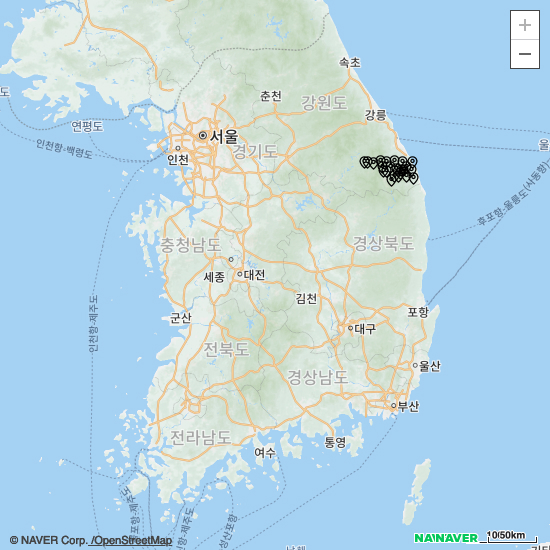 +
−
속초
춘천
강원도
강릉
도
연평도
서울
인천항-백령도
인천
경기도
울
후포항-울릉도(사동항)
충청남도
경상북도
세종
대전
김천
인천항-제주도
군산
포항
전북도
대구
경상남도
울산
부산
전라남도
통영
여수
© NAVER Corp. /OpenStreetMap
NAVER
10/50km